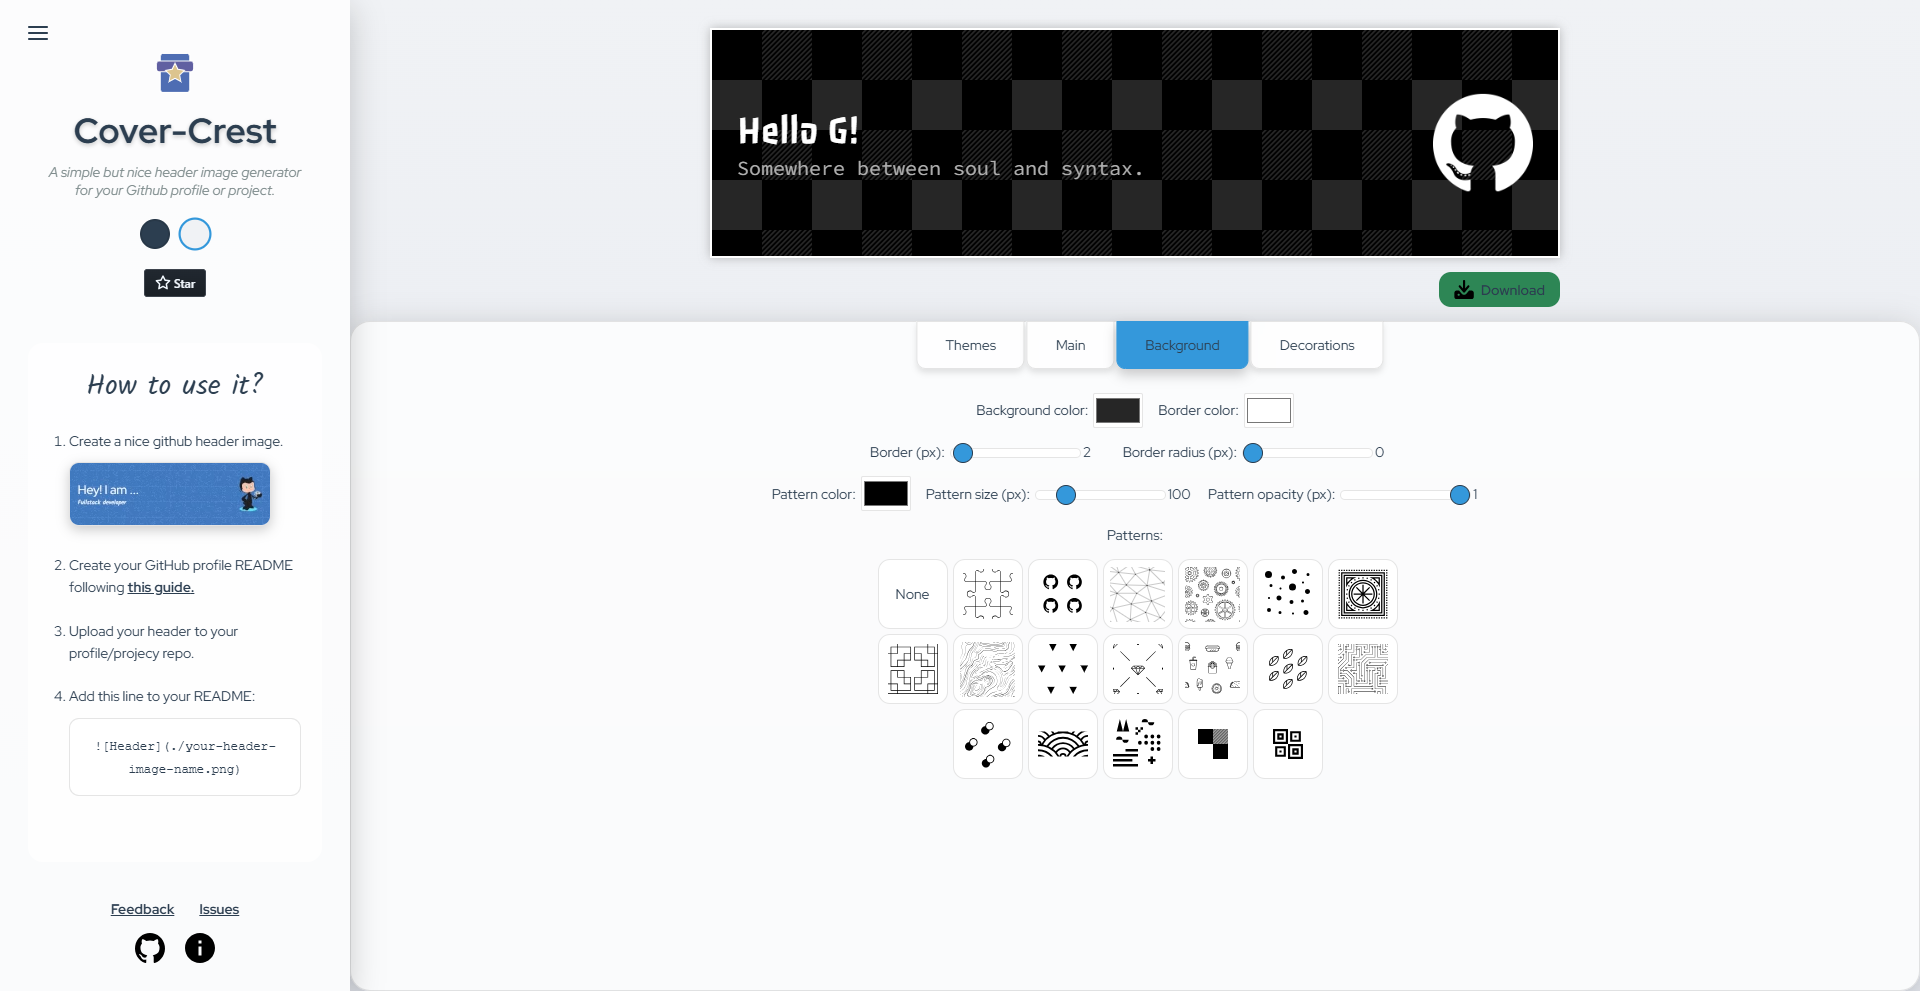 Cover-Crest
A simple but nice header image generator
for your Github profile or project.
Star
How to use it?
1. Create a nice github header image.
Hey! I am ...
Fullstack developer
2. Create your GitHub profile README
following this guide.
3. Upload your header to your
profile/projecy repo.
4. Add this line to your README:
![Header](./your-header-
image-name.png)
Feedback Issues
Hello G!
Somewhere between soul and syntax.
Download
Themes Main Background Decorations
Background color: Border color:
Border (px): 2 Border radius (px): 0
Pattern color: Pattern size (px): 100 Pattern opacity (px): 1
Patterns:
None